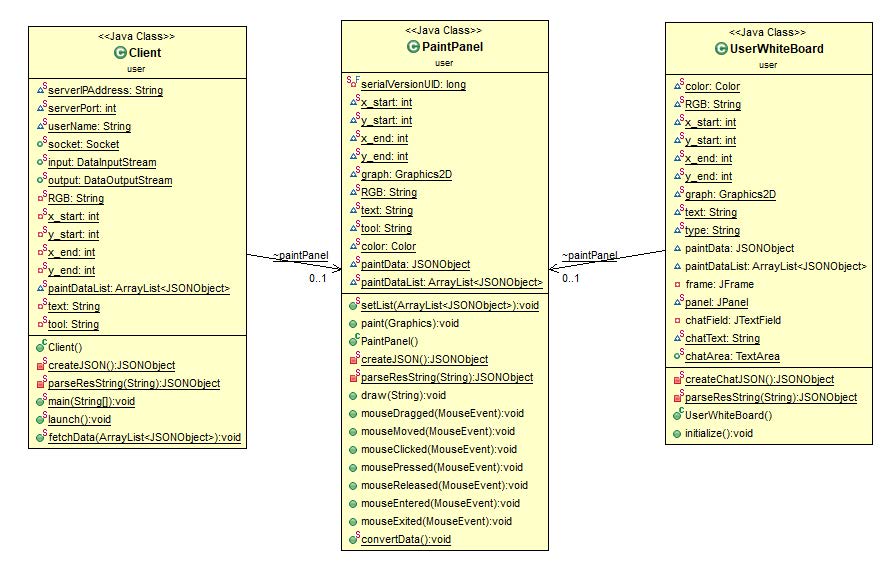 <<Java Class>>
C Client
user
serverIPAddress: String
serverPort: int
userName: String
socket: Socket
input: DataInputStream
output: DataOutputStream
RGB: String
x_start: int
y_start: int
x_end: int
y_end: int
paintDataList: ArrayList<JSONObject>
text: String
tool: String
Client()
createJSON():JSONObject
parseResString(String):JSONObject
main(String[]):void
launch():void
fetchData(ArrayList<JSONObject>):void
~paintPanel
0..1
<<Java Class>>
C PaintPanel
user
serialVersionUID: long
x_start: int
y_start: int
x_end: int
y_end: int
graph: Graphics2D
RGB: String
text: String
tool: String
color: Color
paintData: JSONObject
paintDataList: ArrayList<JSONObject>
setList(ArrayList<JSONObject>):void
paint(Graphics):void
PaintPanel()
createJSON():JSONObject
parseResString(String):JSONObject
draw(String):void
mouseDragged(MouseEvent):void
mouseMoved(MouseEvent):void
mouseClicked(MouseEvent):void
mousePressed(MouseEvent):void
mouseReleased(MouseEvent):void
mouseEntered(MouseEvent):void
mouseExited(MouseEvent):void
convertData():void
~paintPanel
0..1
<<Java Class>>
C UserWhiteBoard
user
color: Color
RGB: String
x_start: int
y_start: int
x_end: int
y_end: int
graph: Graphics2D
text: String
type: String
paintData: JSONObject
paintDataList: ArrayList<JSONObject>
frame: JFrame
panel: JPanel
chatField: JTextField
chatText: String
chatArea: TextArea
createChatJSON():JSONObject
parseResString(String):JSONObject
UserWhiteBoard()
initialize():void